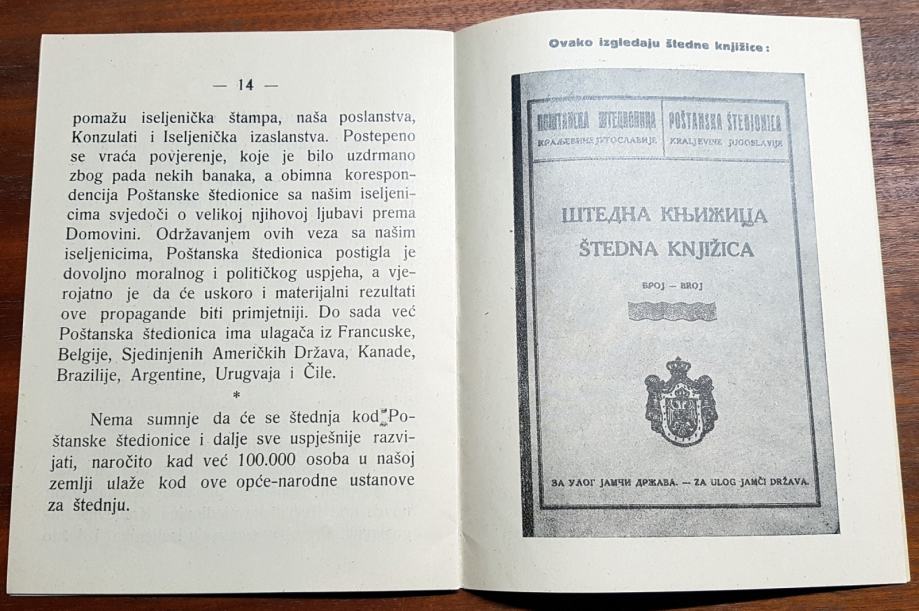 — 14 —
pomažu iseljenička štampa, naša poslanstva,
Konzulati i Iseljenička izaslanstva. Postepeno
se vraća povjerenje, koje je bilo uzdrmano
zbog pada nekih banaka, a obimna korespon-
dencija Poštanske štedionice sa našim iseljeni-
cima svjedoči o velikoj njihovoj ljubavi prema
Domovini. Održavanjem ovih veza sa našim
iseljenicima, Poštanska štedionica postigla je
dovoljno moralnog i političkog uspjeha, a vje-
rojatno je da će uskoro i materijalni rezultati
ove propagande biti primjetniji. Do sada već
Poštanska štedionica ima ulagača iz Francuske,
Belgije, Sjedinjenih Američkih Država, Kanade,
Brazilije, Argentine, Urugvaja i Čile.
*
Nema sumnje da će se štednja kod Po-
štanske štedionice i dalje sve uspješnije razvi-
jati, naročito kad već 100.000 osoba u našoj
zemlji ulaže kod ove opće-narodne ustanove
za štednju.
Ovako izgledaju štedne knjižice:
ПОШТАНСКА ШТЕДИОНИЦА
КРАЉЕВИНЕ ЈУГОСЛАВИЈЕ
POŠTANSKA ŠTEDIONICA
KRALJEVINE JUGOSLAVIJE
ШТЕДНА КЊИЖИЦА
ŠTEDNA KNJIŽICA
БРОЈ — BROJ
ЗА УЛОГ ЈАМЧИ ДРЖАВА. — ZA ULOG JAMČI DRŽAVA.